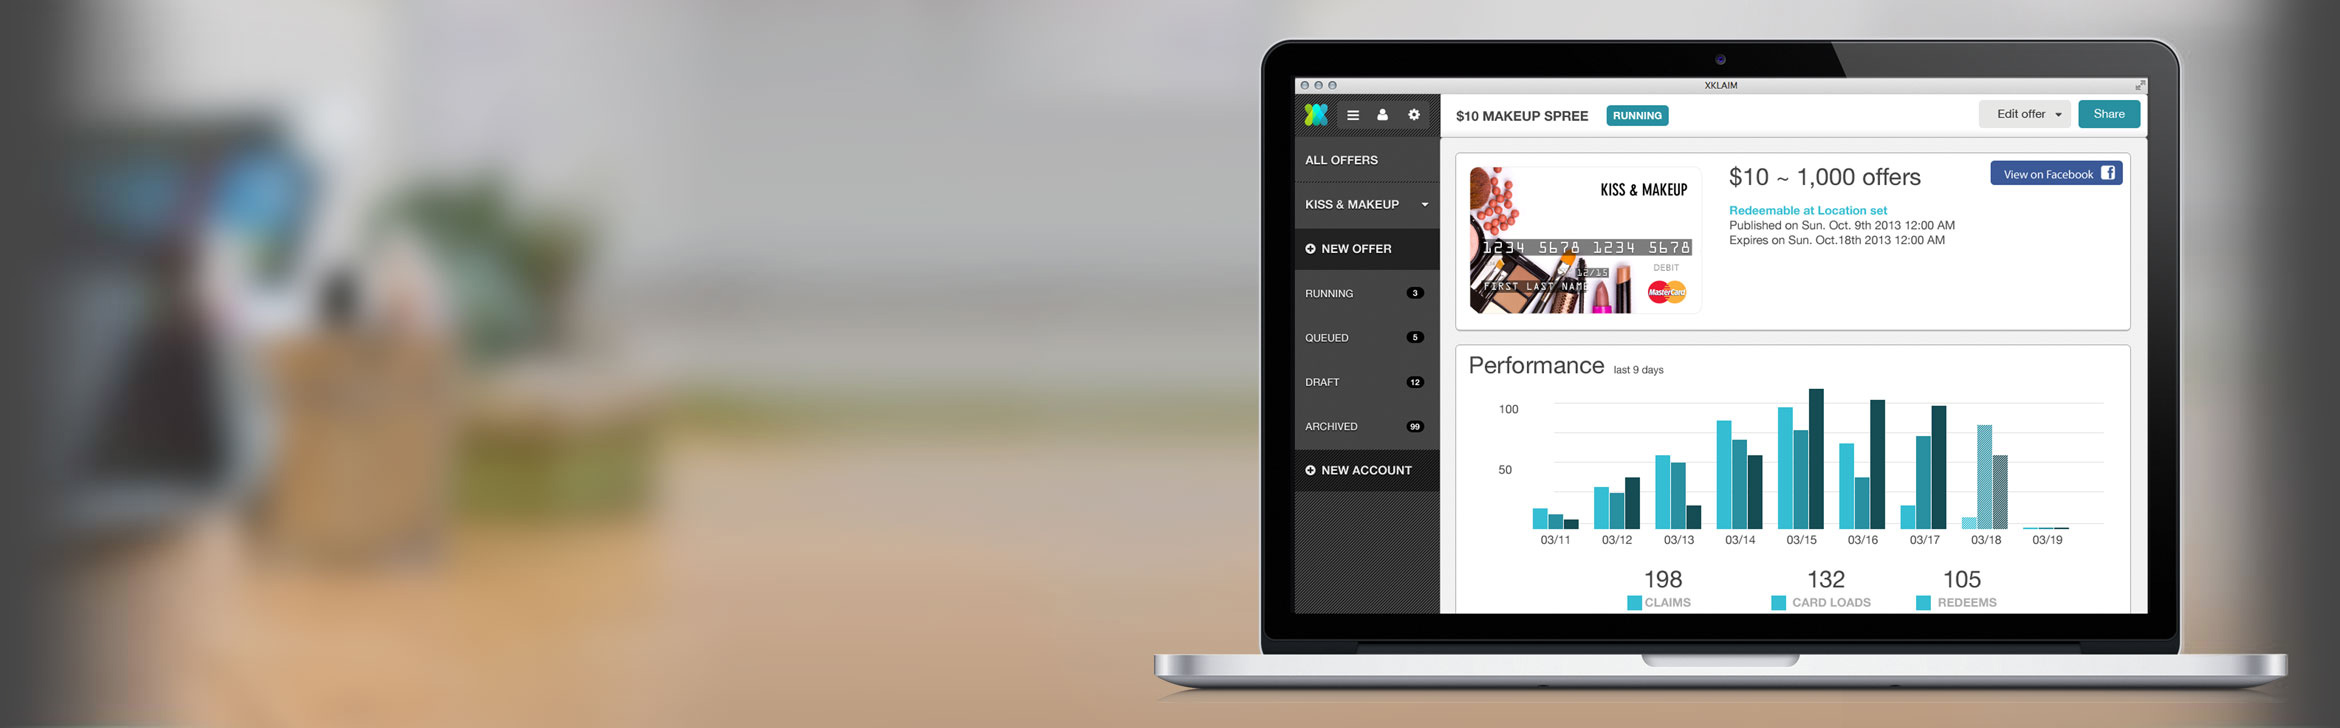 XKLAIM
$10 MAKEUP SPREE RUNNING Edit offer Share
ALL OFFERS
KISS & MAKEUP
NEW OFFER
RUNNING 3
QUEUED 5
DRAFT 12
ARCHIVED 99
NEW ACCOUNT
KISS & MAKEUP
1234 5678 1234 5678
12/15
DEBIT
FIRST LAST NAME
MasterCard
$10 ~ 1,000 offers
View on Facebook
Redeemable at Location set
Published on Sun. Oct. 9th 2013 12:00 AM
Expires on Sun. Oct.18th 2013 12:00 AM
Performance last 9 days
100
50
03/11 03/12 03/13 03/14 03/15 03/16 03/17 03/18 03/19
198 132 105
CLAIMS CARD LOADS REDEEMS